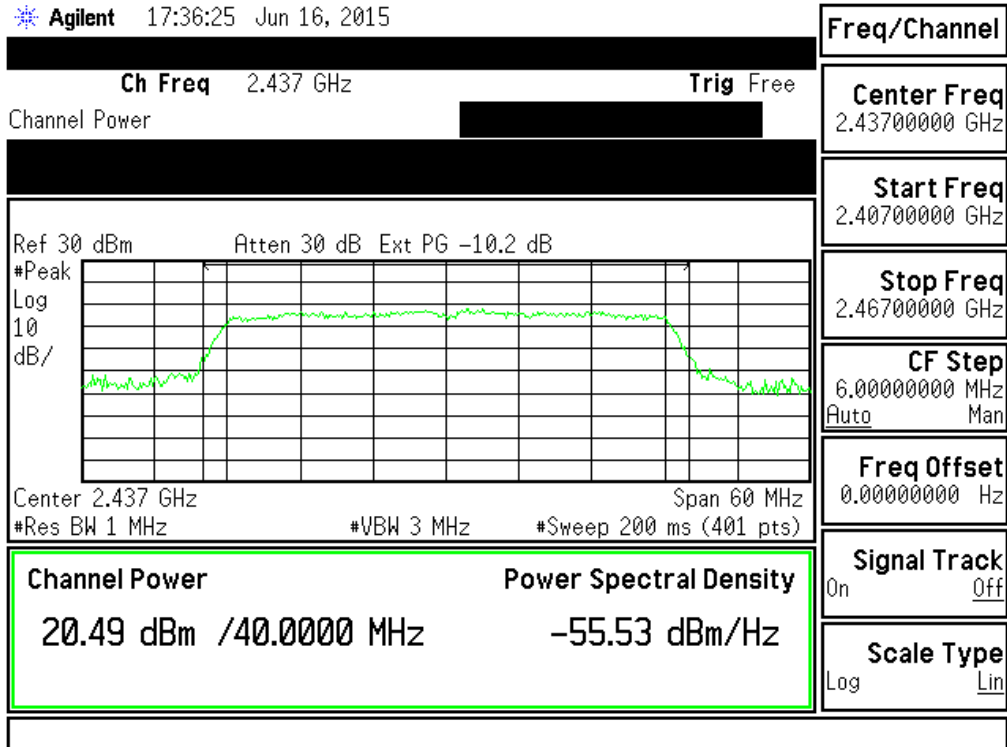 Agilent 17:36:25 Jun 16, 2015
Freq/Channel
Ch Freq 2.437 GHz Trig Free
Channel Power
Center Freq
2.43700000 GHz
Start Freq
2.40700000 GHz
Stop Freq
2.46700000 GHz
CF Step
6.00000000 MHz
Auto Man
Freq Offset
0.00000000 Hz
Signal Track
On Off
Scale Type
Log Lin
Ref 30 dBm Atten 30 dB Ext PG -10.2 dB
#Peak
Log
10
dB/
Center 2.437 GHz Span 60 MHz
#Res BW 1 MHz #VBW 3 MHz #Sweep 200 ms (401 pts)
Channel Power Power Spectral Density
20.49 dBm /40.0000 MHz -55.53 dBm/Hz